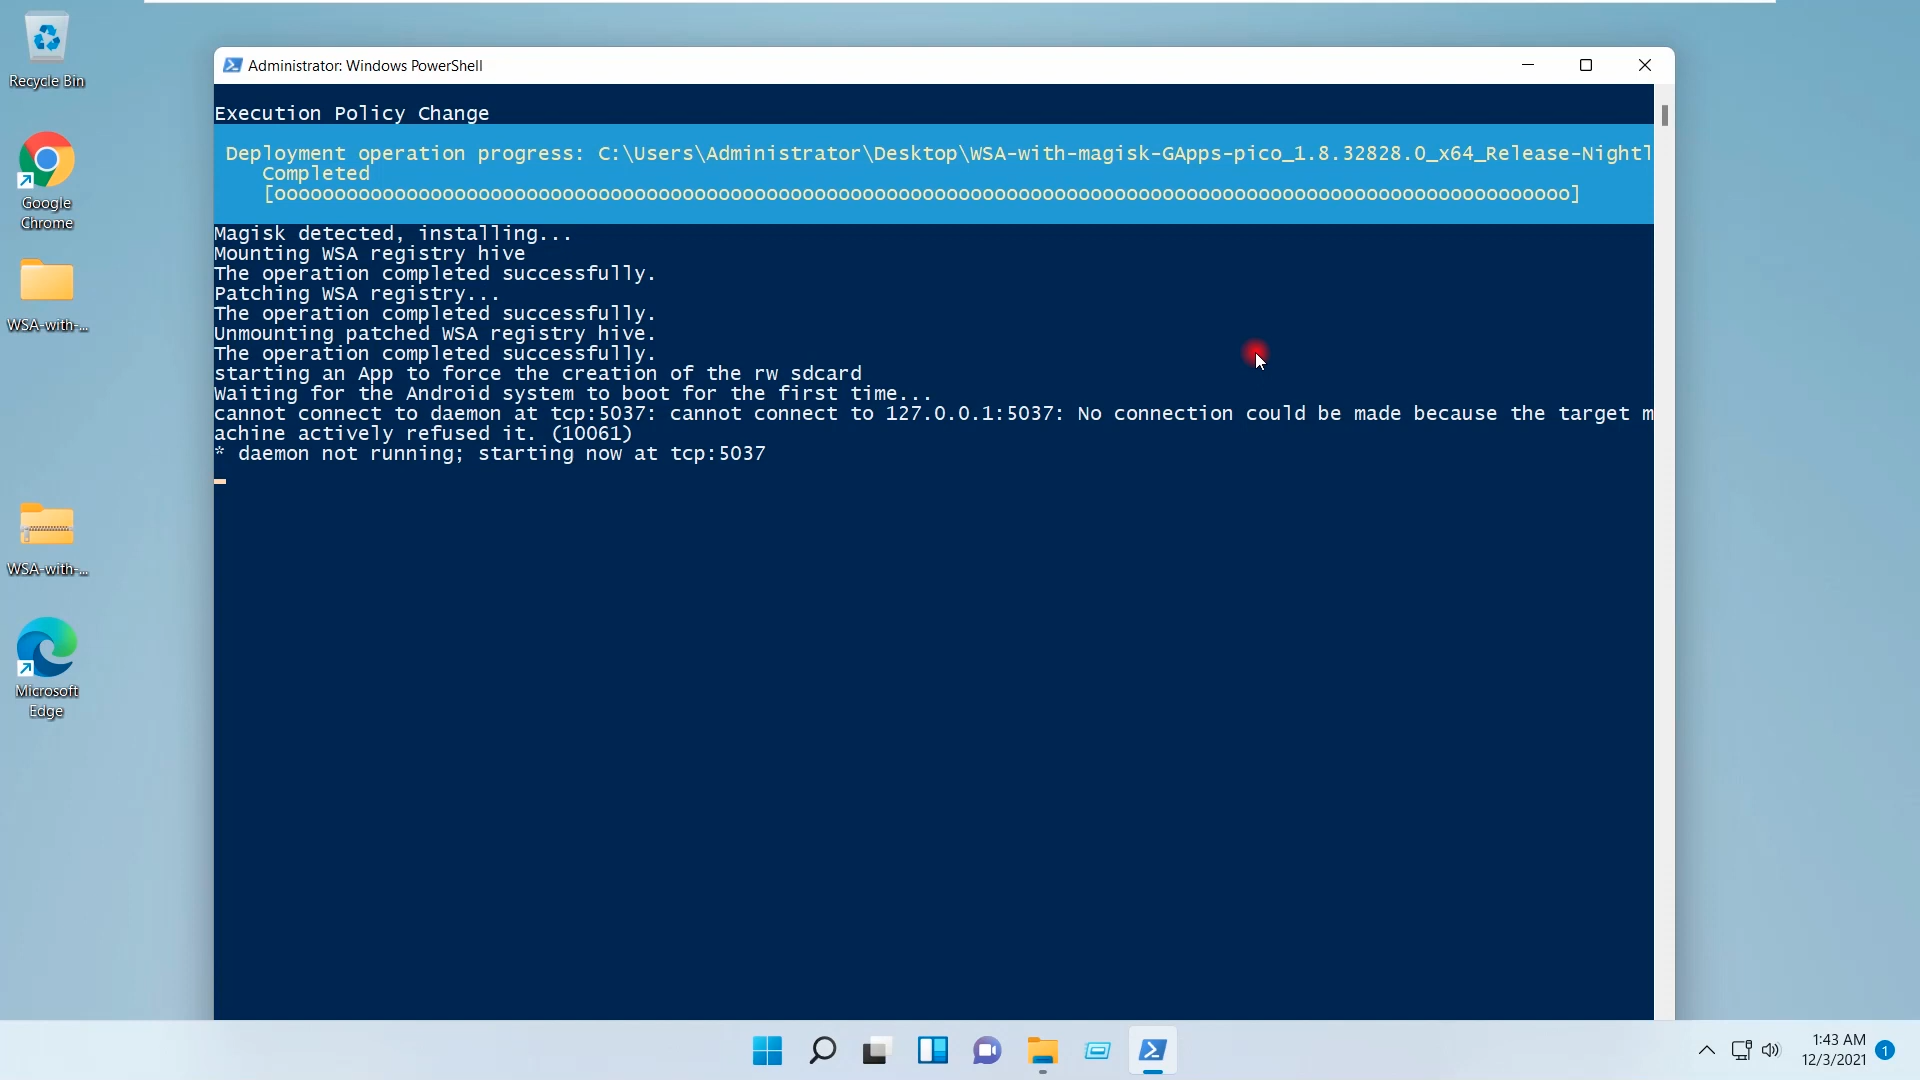 Recycle Bin
Google
Chrome
WSA-with-...
WSA-with-...
Microsoft
Edge
Administrator: Windows PowerShell
Execution Policy Change
Deployment operation progress: C:\Users\Administrator\Desktop\WSA-with-magisk-GApps-pico_1.8.32828.0_x64_Release-Nightl
Completed
[oooooooooooooooooooooooooooooooooooooooooooooooooooooooooooooooooooooooooooooooooooooooooooooooooooooooooooo]
Magisk detected, installing...
Mounting WSA registry hive
The operation completed successfully.
Patching WSA registry...
The operation completed successfully.
Unmounting patched WSA registry hive.
The operation completed successfully.
starting an App to force the creation of the rw sdcard
Waiting for the Android system to boot for the first time...
cannot connect to daemon at tcp:5037: cannot connect to 127.0.0.1:5037: No connection could be made because the target m
achine actively refused it. (10061)
* daemon not running; starting now at tcp:5037
1:43 AM
12/3/2021
1